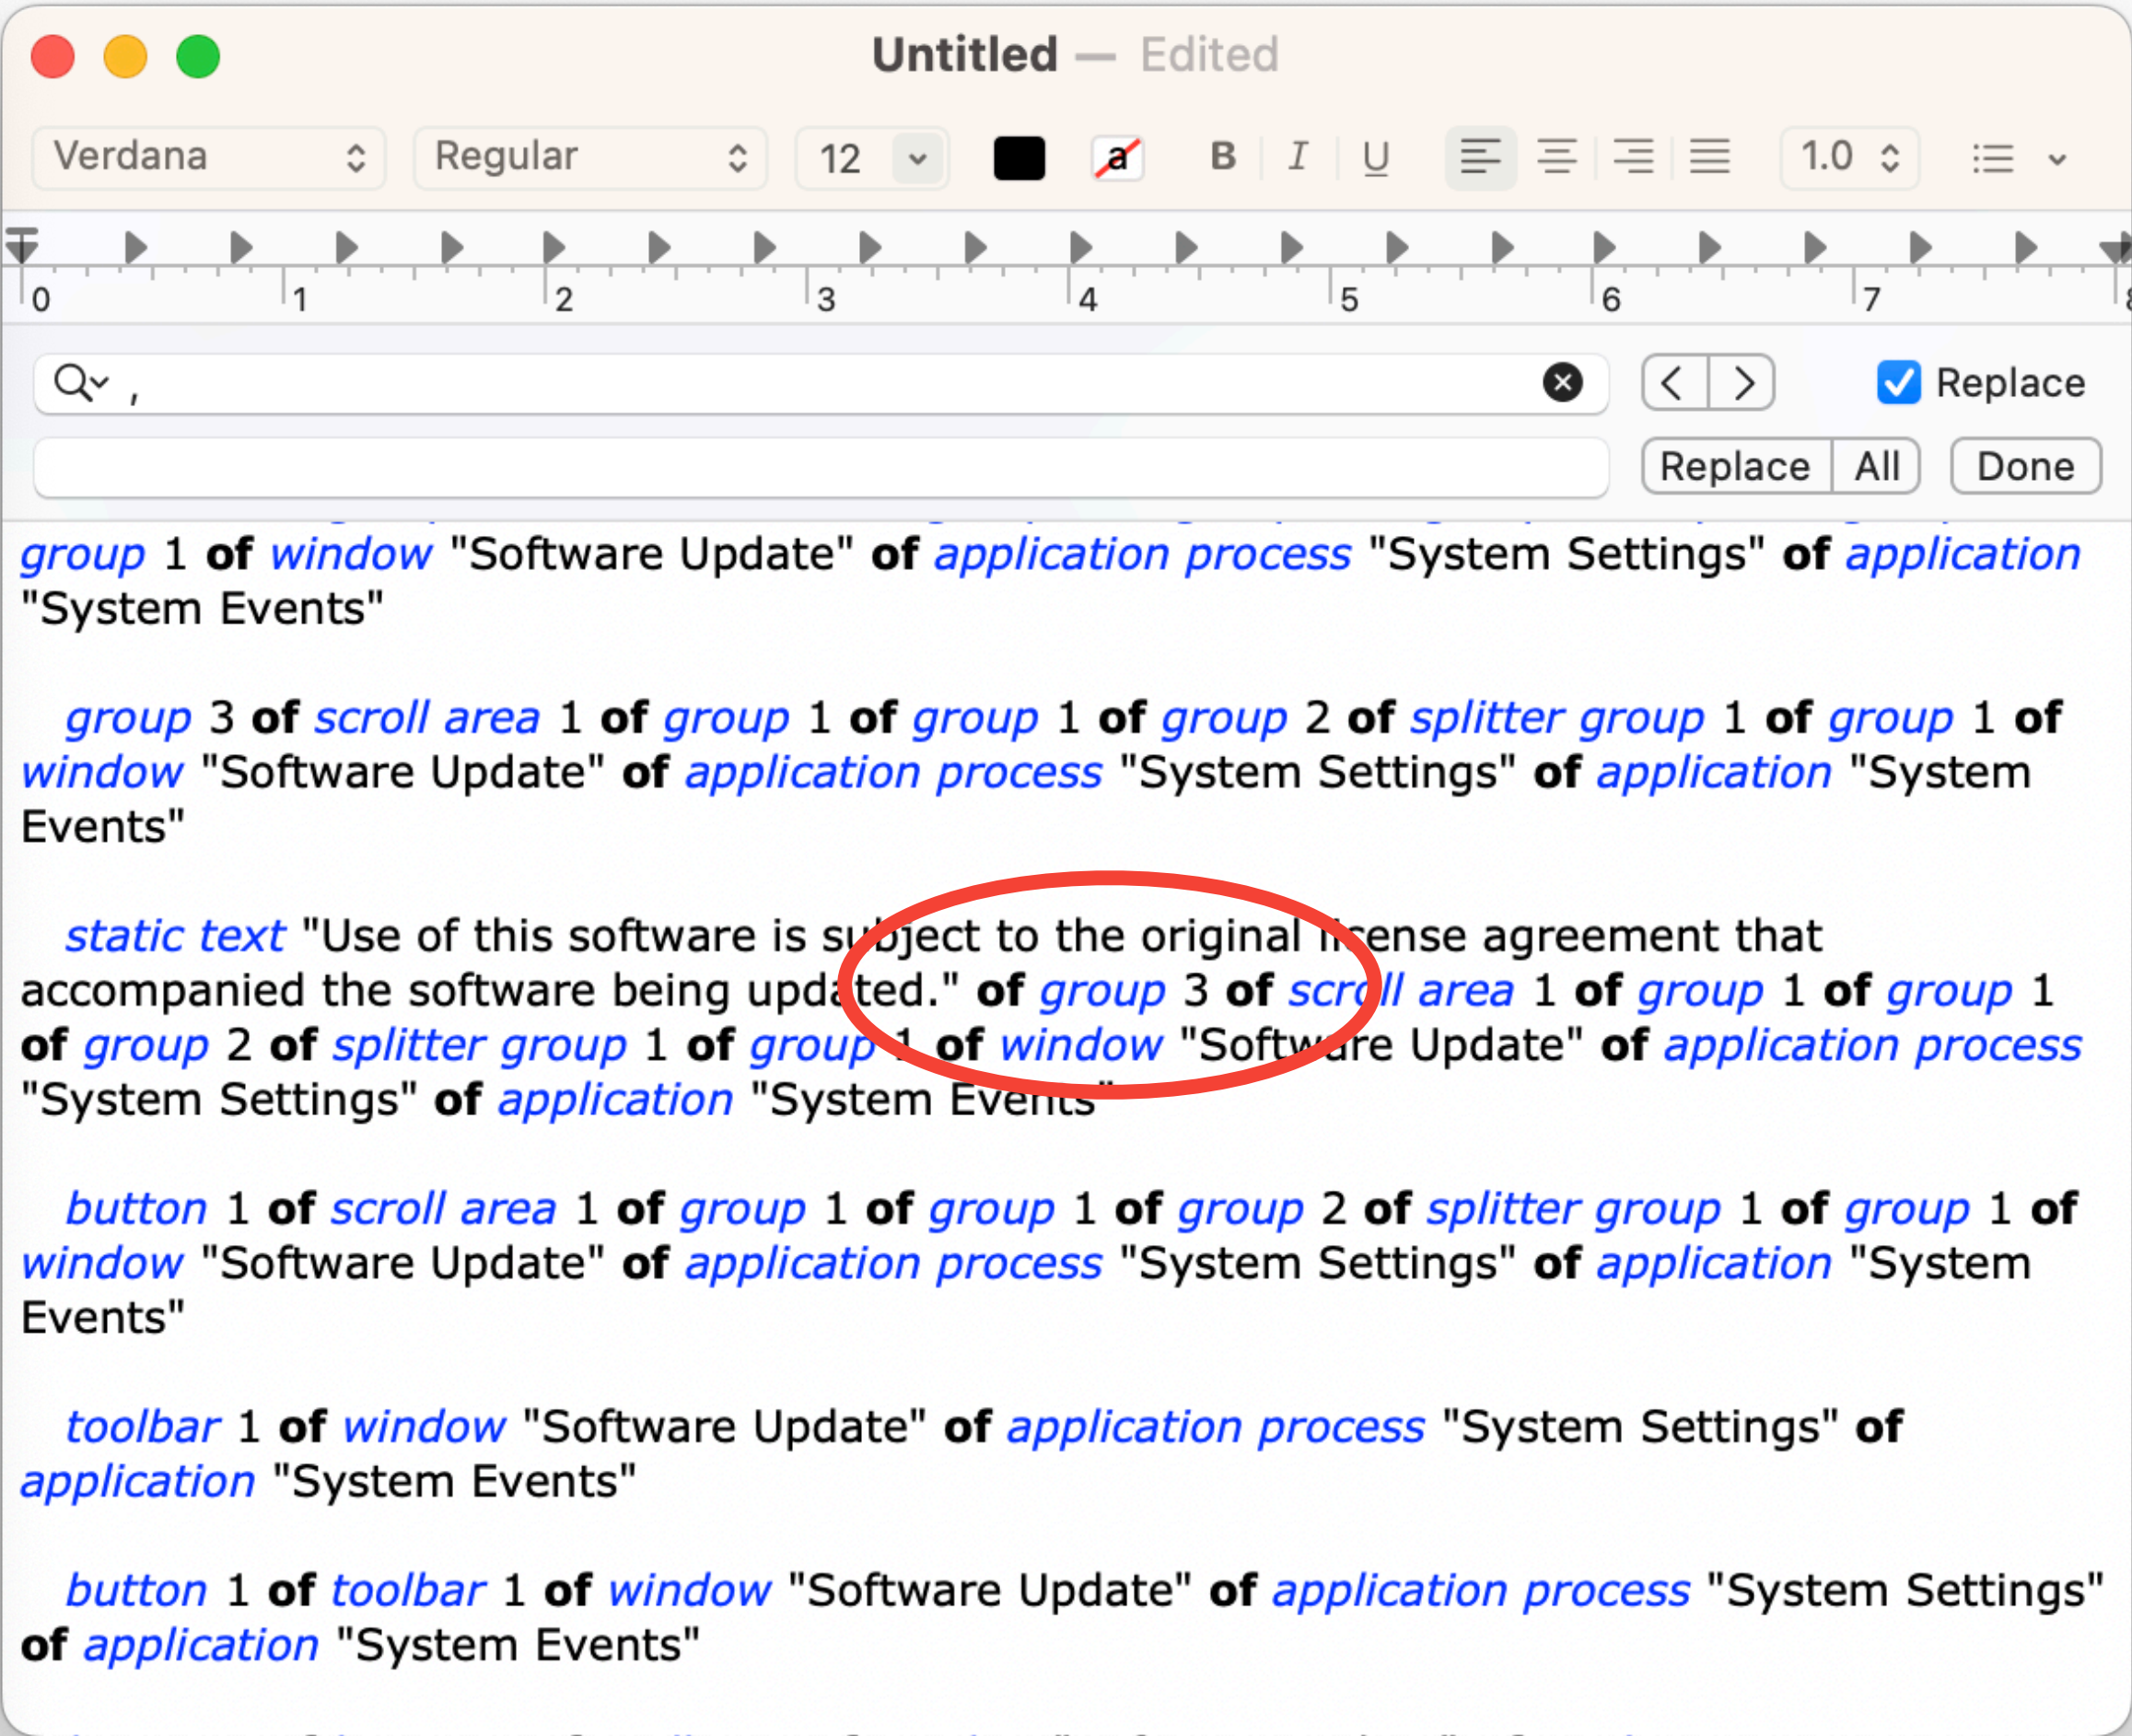 Untitled — Edited
Verdana Regular 12 a B I U 1.0
0 1 2 3 4 5 6 7
, Replace
Replace All Done
group 1 of window "Software Update" of application process "System Settings" of application
"System Events"
group 3 of scroll area 1 of group 1 of group 1 of group 2 of splitter group 1 of group 1 of
window "Software Update" of application process "System Settings" of application "System
Events"
static text "Use of this software is subject to the original license agreement that
accompanied the software being updated." of group 3 of scroll area 1 of group 1 of group 1
of group 2 of splitter group 1 of group 1 of window "Software Update" of application process
"System Settings" of application "System Events"
button 1 of scroll area 1 of group 1 of group 1 of group 2 of splitter group 1 of group 1 of
window "Software Update" of application process "System Settings" of application "System
Events"
toolbar 1 of window "Software Update" of application process "System Settings" of
application "System Events"
button 1 of toolbar 1 of window "Software Update" of application process "System Settings"
of application "System Events"